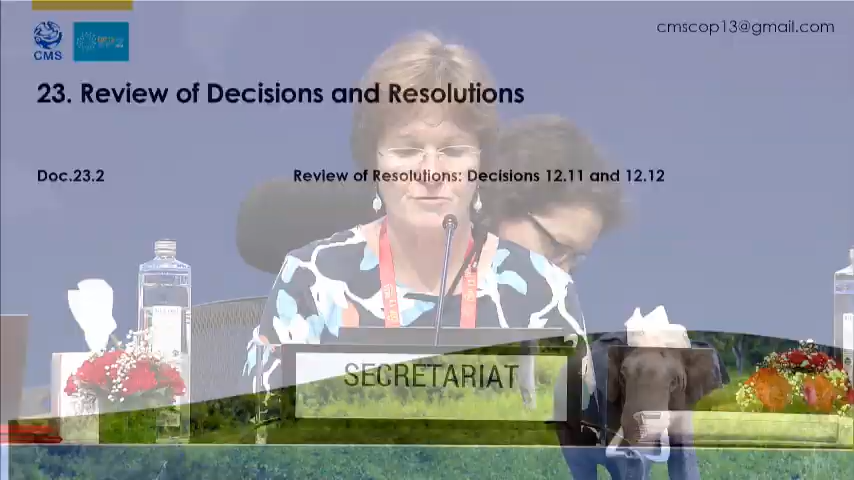 cmscop13@gmail.com
CMS
23. Review of Decisions and Resolutions
Doc.23.2
Review of Resolutions: Decisions 12.11 and 12.12
SECRETARIAT